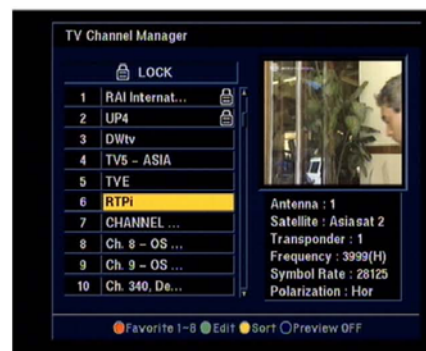 TV Channel Manager
LOCK
1 RAI Internat...
2 UP4
3 DWtv
4 TV5 – ASIA
5 TVE
6 RTPi
7 CHANNEL ...
8 Ch. 8 – OS ...
9 Ch. 9 – OS ...
10 Ch. 340, De...
Antenna : 1
Satellite : Asiasat 2
Transponder : 1
Frequency : 3999(H)
Symbol Rate : 28125
Polarization : Hor
Favorite 1~8 Edit Sort Preview OFF